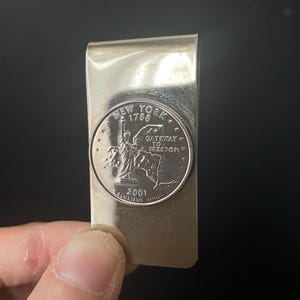 NEW YORK
1788
GATEWAY
TO
FREEDOM
2001